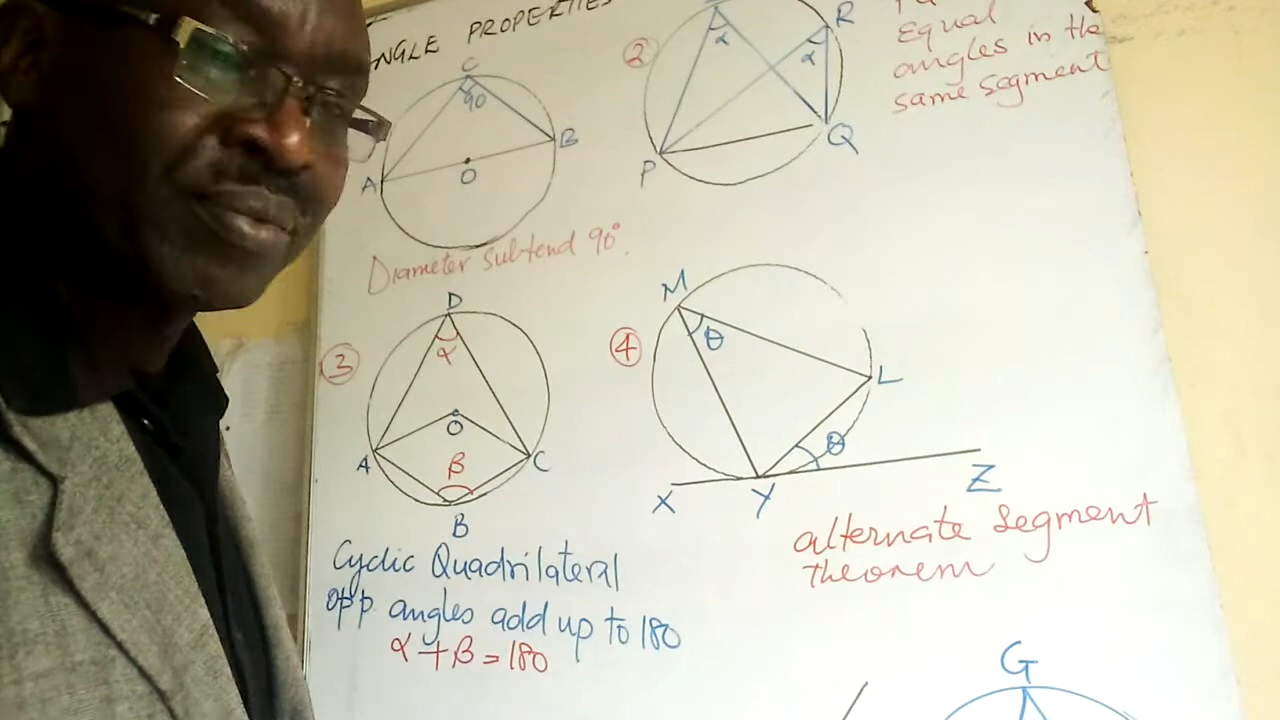 ANGLE PROPERTIES
C
90
A
B
O
Diameter subtend 90°.
②
α
R
α
P
Q
Equal
angles in the
same segment
③
D
α
O
A
C
β
B
Cyclic Quadrilateral
opp angles add up to 180
α + β = 180
④
M
θ
L
θ
X
Y
Z
alternate segment
theorem
G